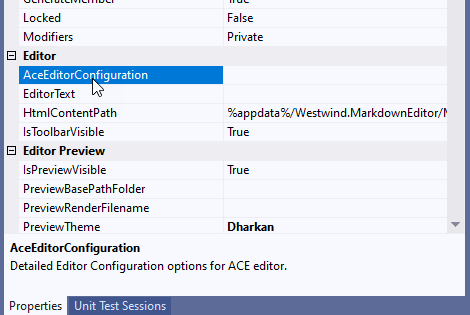 GenerateMember True
Locked False
Modifiers Private
Editor
AceEditorConfiguration
EditorText
HtmlContentPath %appdata%/Westwind.MarkdownEditor/
IsToolbarVisible True
Editor Preview
IsPreviewVisible True
PreviewBasePathFolder
PreviewRenderFilename
PreviewTheme Dharkan
AceEditorConfiguration
Detailed Editor Configuration options for ACE editor.
Properties Unit Test Sessions